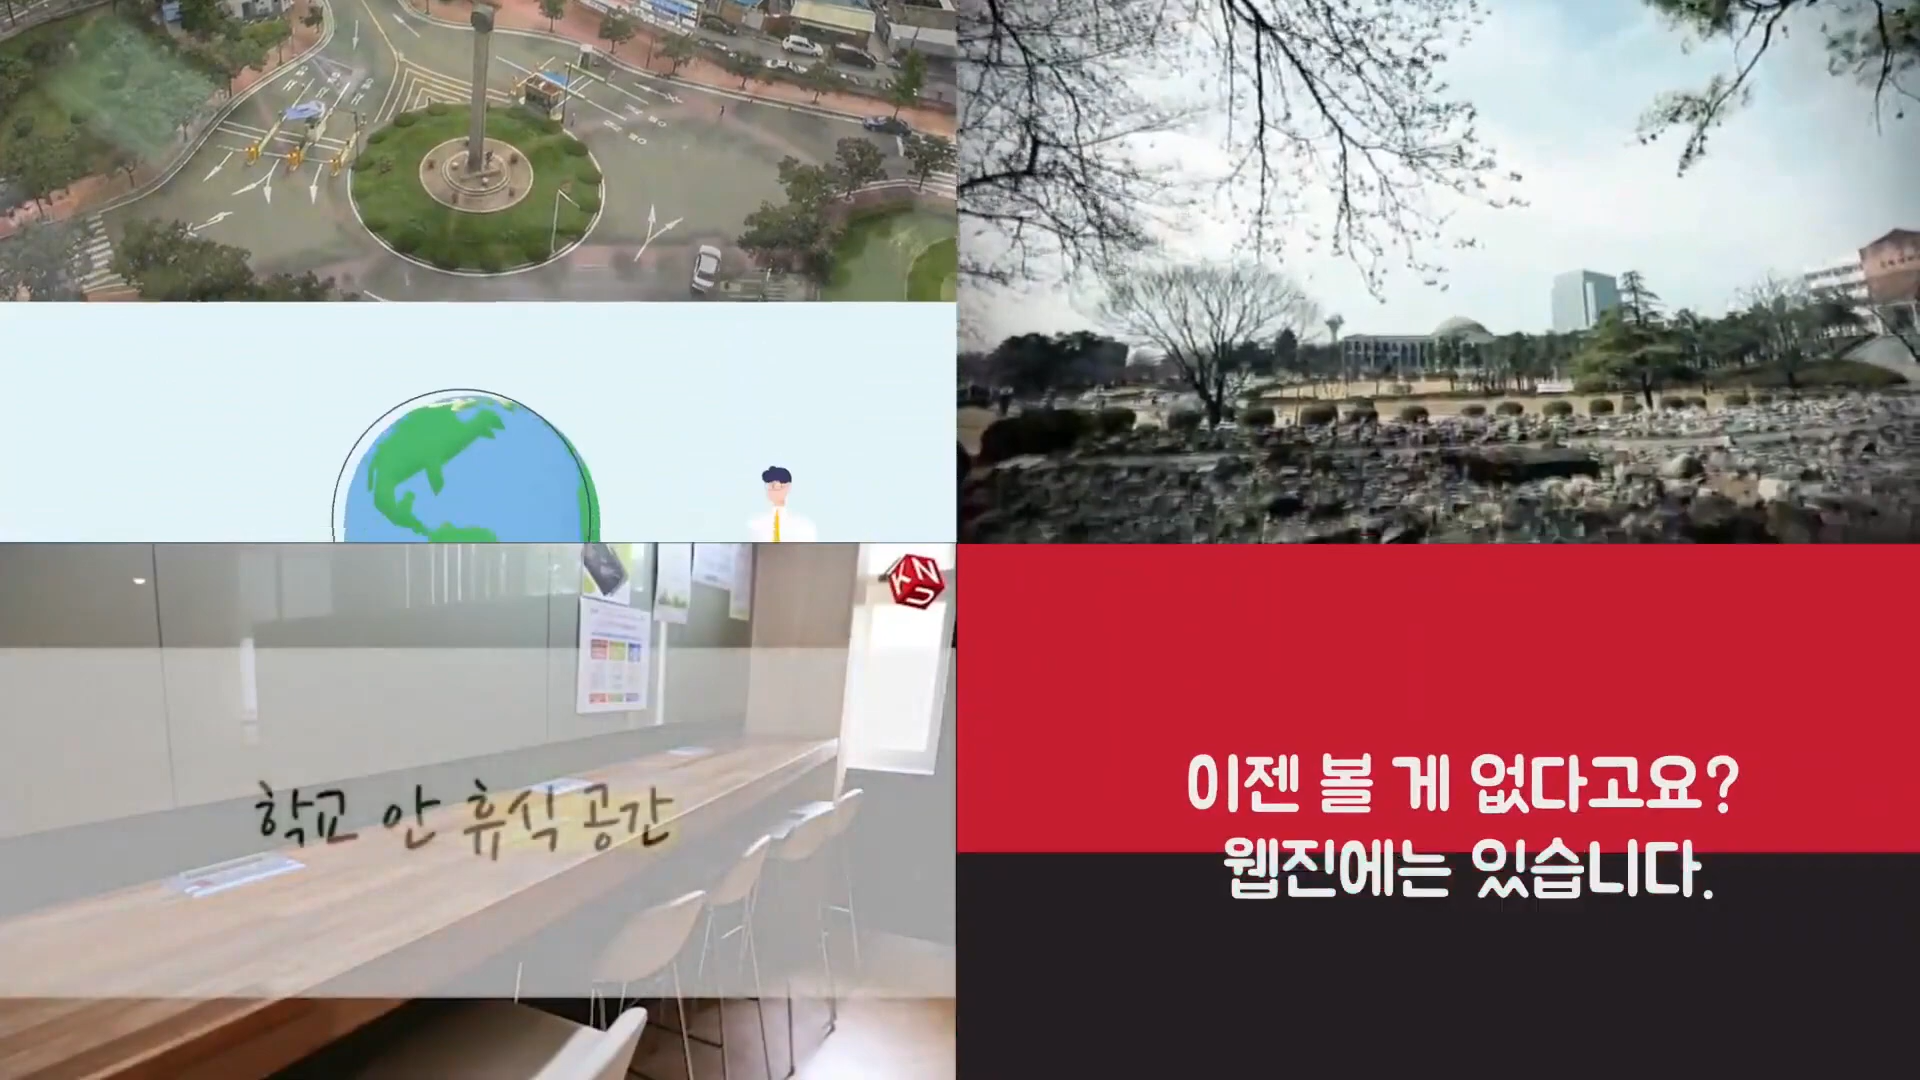 KNU
학교 안 휴식 공간
이젠 볼 게 없다고요?
웹진에는 있습니다.